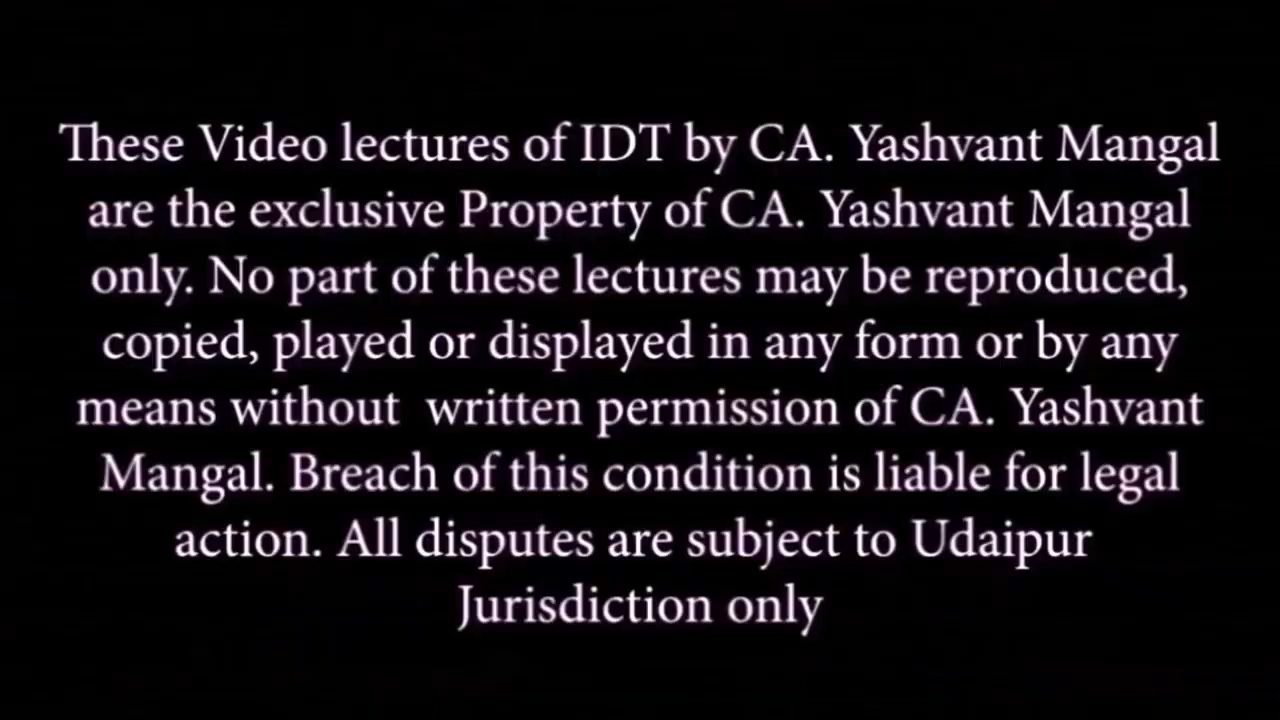 These Video lectures of IDT by CA. Yashvant Mangal
are the exclusive Property of CA. Yashvant Mangal
only. No part of these lectures may be reproduced,
copied, played or displayed in any form or by any
means without  written permission of CA. Yashvant
Mangal. Breach of this condition is liable for legal
action. All disputes are subject to Udaipur
Jurisdiction only